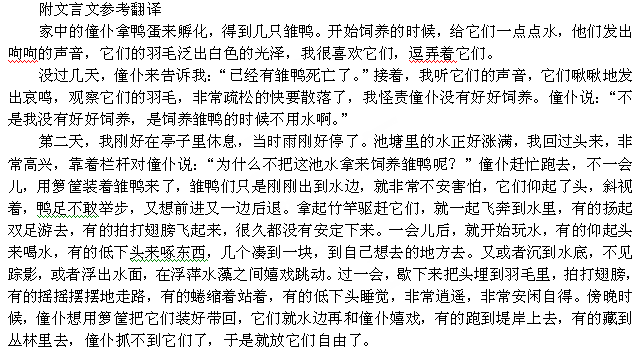 附文言文参考翻译
家中的僮仆拿鸭蛋来孵化，得到几只雏鸭。开始饲养的时候，给它们一点点水，他们发出
呴呴的声音，它们的羽毛泛出白色的光泽，我很喜欢它们，逗弄着它们。
没过几天，僮仆来告诉我：“已经有雏鸭死亡了。”接着，我听它们的声音，它们啾啾地发
出哀鸣，观察它们的羽毛，非常疏松的快要散落了，我怪责僮仆没有好好饲养。僮仆说：“不
是我没有好好饲养，是饲养雏鸭的时候不用水啊。”
第二天，我刚好在亭子里休息，当时雨刚好停了。池塘里的水正好涨满，我回过头来，非
常高兴，靠着栏杆对僮仆说：“为什么不把这池水拿来饲养雏鸭呢？”僮仆赶忙跑去，不一会
儿，用箩筐装着雏鸭来了，雏鸭们只是刚刚出到水边，就非常不安害怕，它们仰起了头，斜视
着，鸭足不敢举步，又想前进又一边后退。拿起竹竿驱赶它们，就一起飞奔到水里，有的扬起
双足游去，有的拍打翅膀飞起来，很久都没有安定下来。一会儿后，就开始玩水，有的仰起头
来喝水，有的低下头来啄东西，几个凑到一块，到自己想去的地方去。又或者沉到水底，不见
踪影，或者浮出水面，在浮萍水藻之间嬉戏跳动。过一会，歇下来把头埋到羽毛里，拍打翅膀，
有的摇摇摆摆地走路，有的蜷缩着站着，有的低下头睡觉，非常逍遥，非常安闲自得。傍晚时
候，僮仆想用箩筐把它们装好带回，它们就水边再和僮仆嬉戏，有的跑到堤岸上去，有的藏到
丛林里去，僮仆抓不到它们了，于是就放它们自由了。